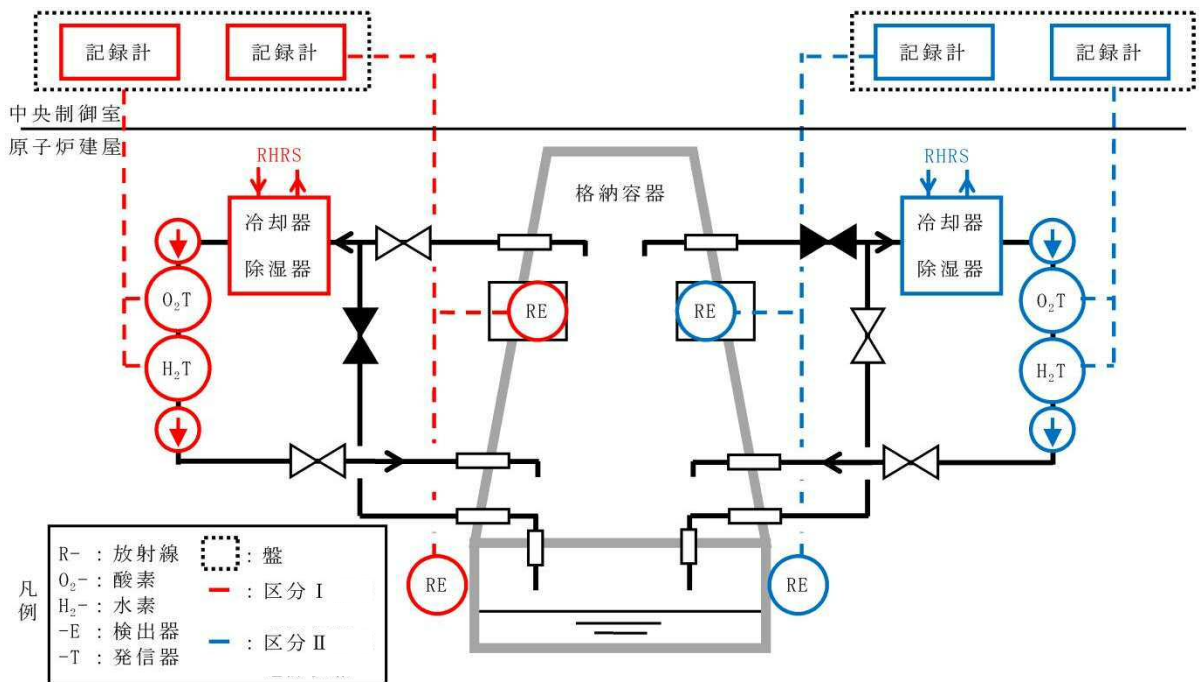 記録計
記録計
記録計
記録計
中央制御室
原子炉建屋
RHRS
RHRS
格納容器
冷却器
除湿器
冷却器
除湿器
O₂T
RE
RE
O₂T
H₂T
H₂T
RE
RE
凡例
R- : 放射線
O₂- : 酸素
H₂- : 水素
-E : 検出器
-T : 発信器
: 盤
: 区分Ⅰ
: 区分Ⅱ